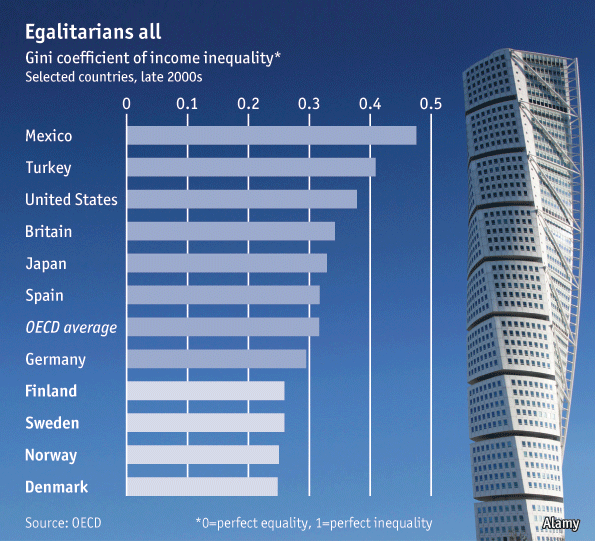 Egalitarians all
Gini coefficient of income inequality*
Selected countries, late 2000s
0 0.1 0.2 0.3 0.4 0.5
Mexico
Turkey
United States
Britain
Japan
Spain
OECD average
Germany
Finland
Sweden
Norway
Denmark
Source: OECD
*0=perfect equality, 1=perfect inequality
Alamy